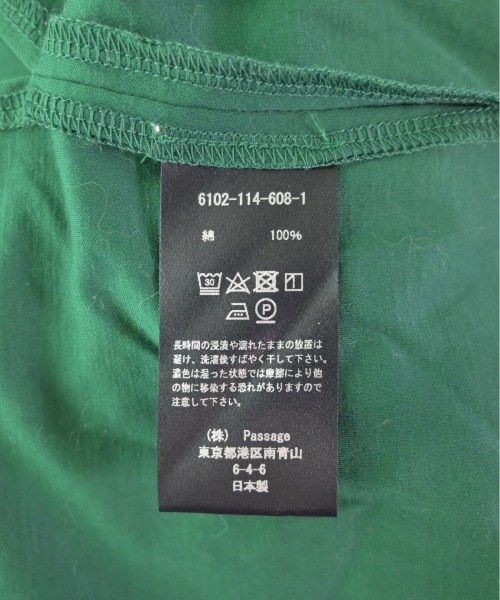 6102-114-608-1
綿 100%
30
P
長時間の浸漬や濡れたままの放置は
避け、洗濯後すばやく干して下さい。
濃色は湿った状態では摩擦により他
の物に移染する恐れがありますので
注意して下さい。
(株) Passage
東京都港区南青山
6-4-6
日本製